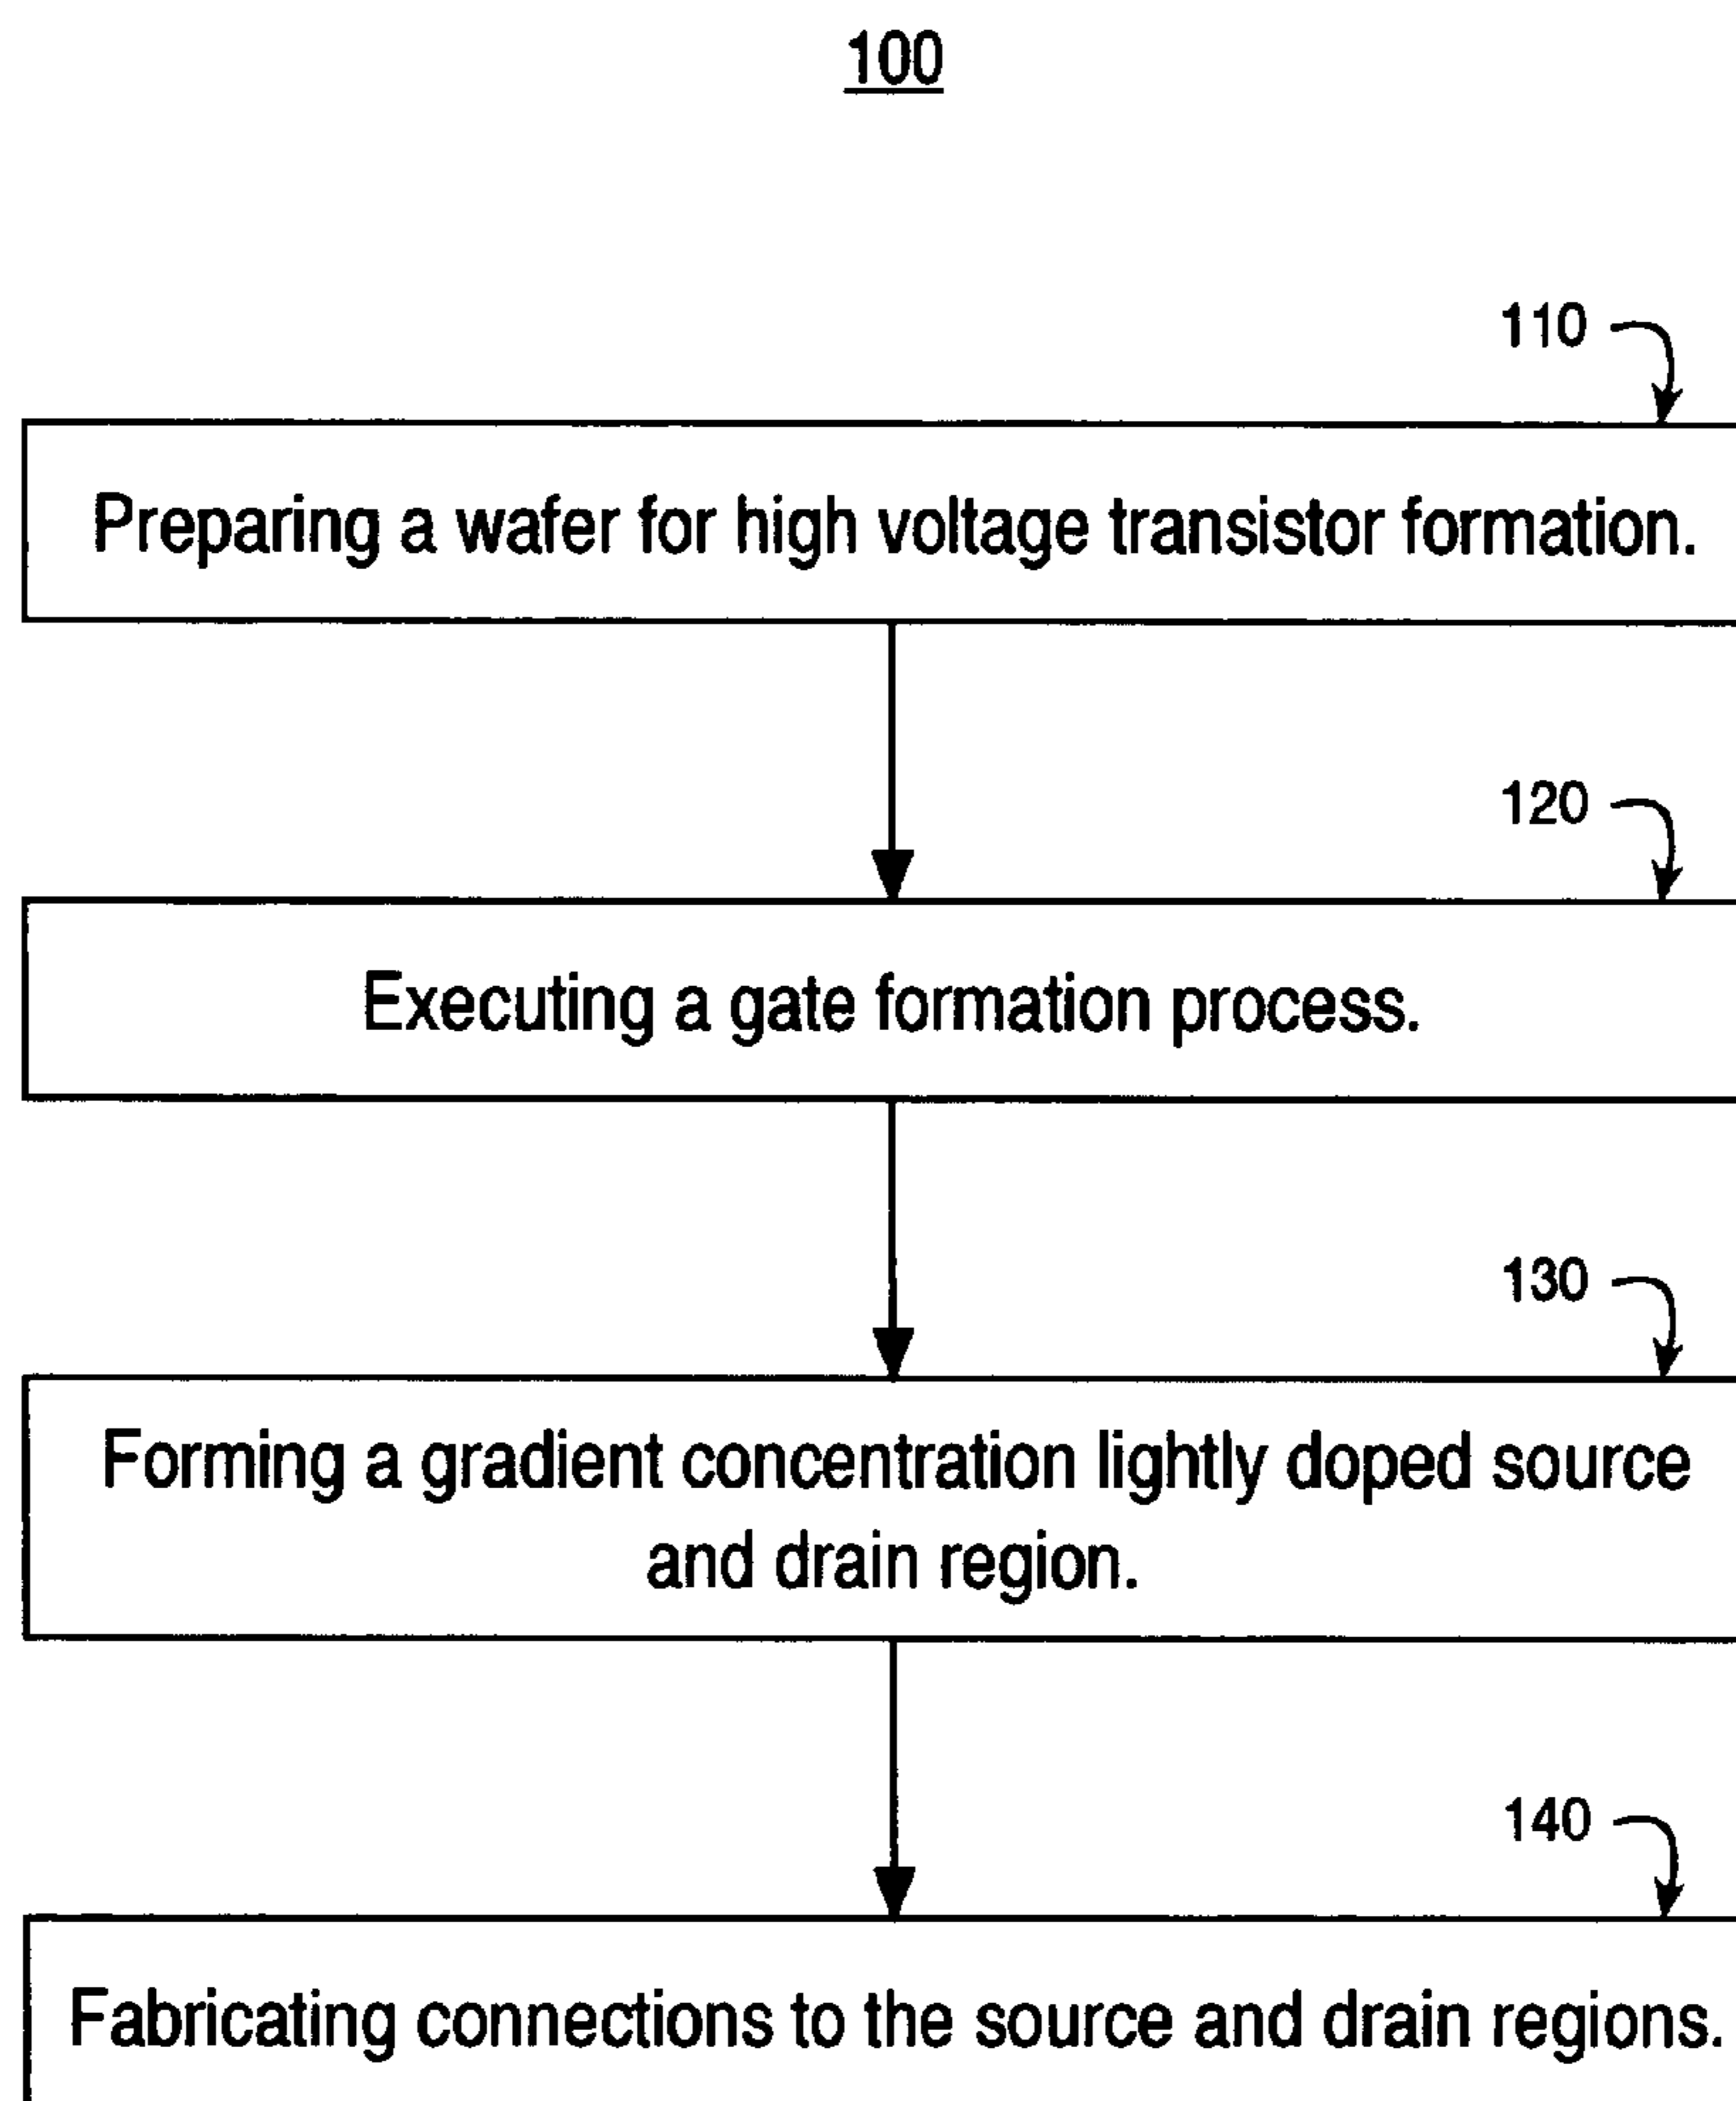 100
110
Preparing a wafer for high voltage transistor formation.
120
Executing a gate formation process.
130
Forming a gradient concentration lightly doped source
and drain region.
140
Fabricating connections to the source and drain regions.